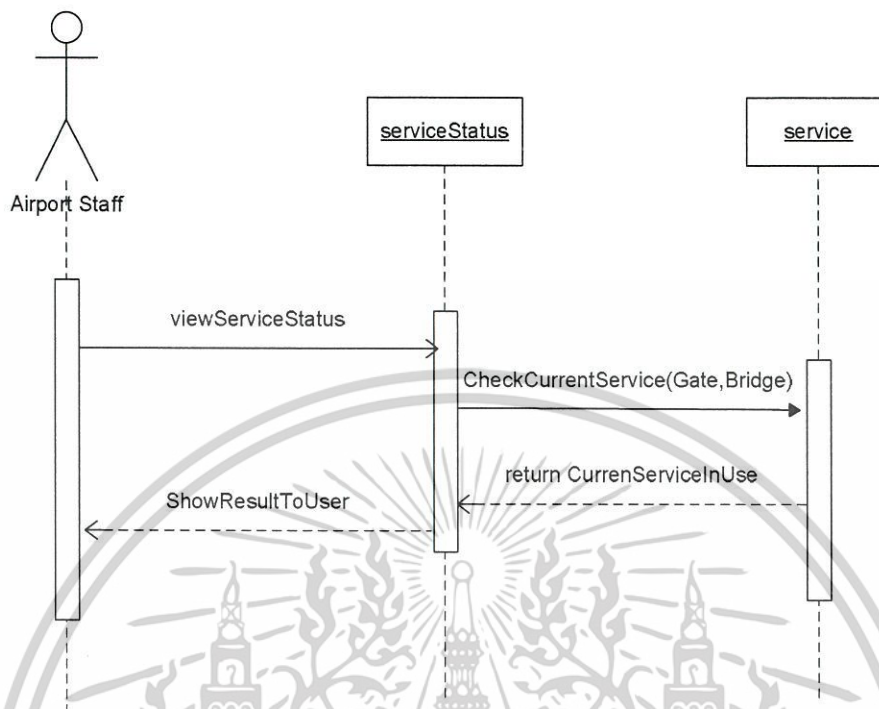 serviceStatus
service
Airport Staff
viewServiceStatus
CheckCurrentService(Gate,Bridge)
return CurrenServiceInUse
ShowResultToUser